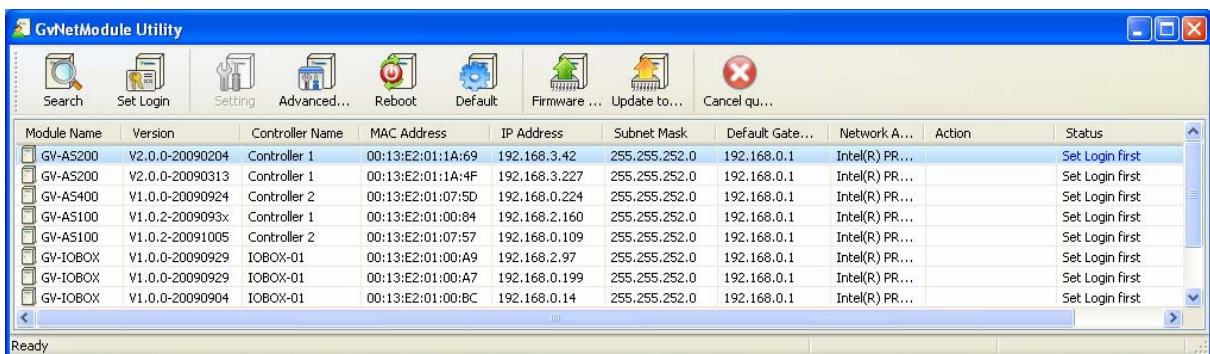 GvNetModule Utility
Search Set Login Setting Advanced... Reboot Default Firmware ... Update to... Cancel qu...
Module Name Version Controller Name MAC Address IP Address Subnet Mask Default Gate... Network A... Action Status
GV-AS200 V2.0.0-20090204 Controller 1 00:13:E2:01:1A:69 192.168.3.42 255.255.252.0 192.168.0.1 Intel(R) PR... Set Login first
GV-AS200 V2.0.0-20090313 Controller 1 00:13:E2:01:1A:4F 192.168.3.227 255.255.252.0 192.168.0.1 Intel(R) PR... Set Login first
GV-AS400 V1.0.0-20090924 Controller 2 00:13:E2:01:07:5D 192.168.0.224 255.255.252.0 192.168.0.1 Intel(R) PR... Set Login first
GV-AS100 V1.0.2-2009093x Controller 1 00:13:E2:01:00:84 192.168.2.160 255.255.252.0 192.168.0.1 Intel(R) PR... Set Login first
GV-AS100 V1.0.2-20091005 Controller 2 00:13:E2:01:07:57 192.168.0.109 255.255.252.0 192.168.0.1 Intel(R) PR... Set Login first
GV-IOBOX V1.0.0-20090929 IOBOX-01 00:13:E2:01:00:A9 192.168.2.97 255.255.252.0 192.168.0.1 Intel(R) PR... Set Login first
GV-IOBOX V1.0.0-20090929 IOBOX-01 00:13:E2:01:00:A7 192.168.0.199 255.255.252.0 192.168.0.1 Intel(R) PR... Set Login first
GV-IOBOX V1.0.0-20090904 IOBOX-01 00:13:E2:01:00:BC 192.168.0.14 255.255.252.0 192.168.0.1 Intel(R) PR... Set Login first
Ready